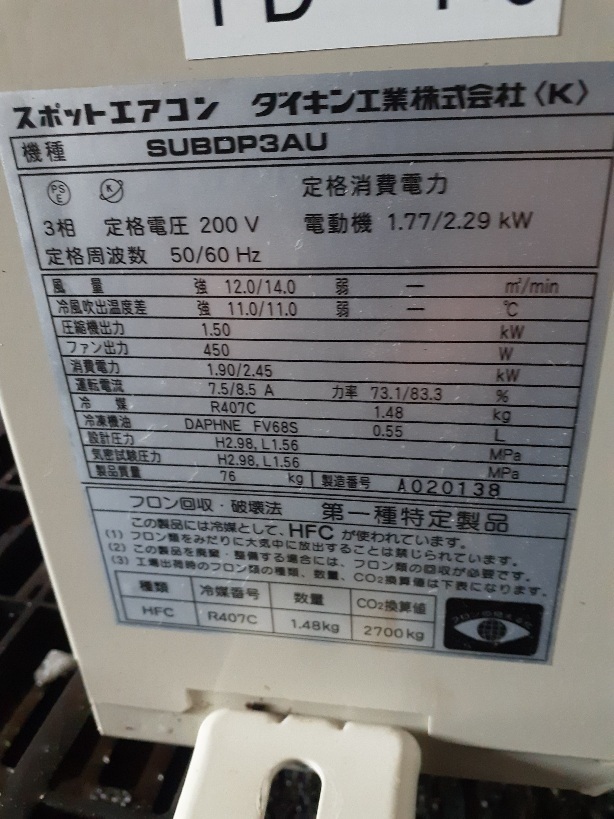 スポットエアコン ダイキン工業株式会社〈K〉
機種 SUBDP3AU
PS E K 定格消費電力
3相 定格電圧 200 V 電動機 1.77/2.29 kW
定格周波数 50/60 Hz
風量 強 12.0/14.0 弱 — m³/min
冷風吹出温度差 強 11.0/11.0 弱 — ℃
圧縮機出力 1.50 kW
ファン出力 450 W
消費電力 1.90/2.45 kW
運転電流 7.5/8.5 A 力率 73.1/83.3 %
冷媒 R407C 1.48 kg
冷凍機油 DAPHNE FV68S 0.55 L
設計圧力 H2.98, L1.56 MPa
気密試験圧力 H2.98, L1.56 MPa
製品質量 76 kg 製造番号 A020138
フロン回収・破壊法 第一種特定製品
この製品には冷媒として、HFC が使われています。
(1) フロン類をみだりに大気中に放出することは禁じられています。
(2) この製品を廃棄・整備する場合には、フロン類の回収が必要です。
(3) 工場出荷時のフロン類の種類、数量、CO2換算値は下表になります。
種類 冷媒番号 数量 CO2換算値
HFC R407C 1.48kg 2700kg